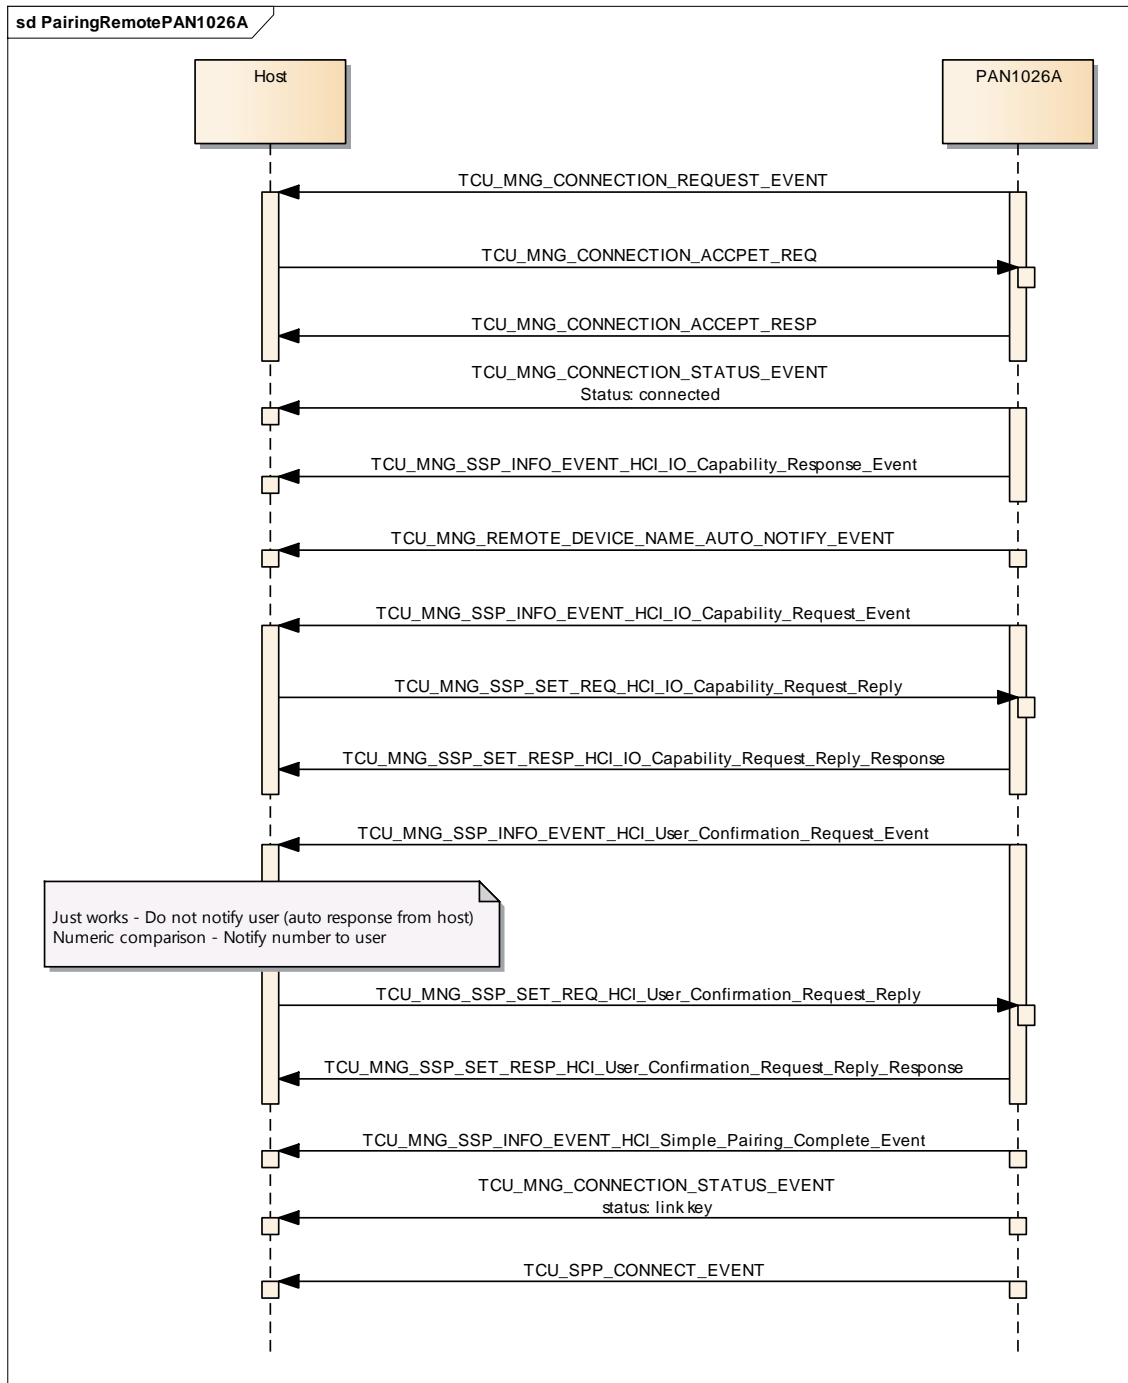 sd PairingRemotePAN1026A
Host
PAN1026A
TCU_MNG_CONNECTION_REQUEST_EVENT
TCU_MNG_CONNECTION_ACCPET_REQ
TCU_MNG_CONNECTION_ACCEPT_RESP
TCU_MNG_CONNECTION_STATUS_EVENT
Status: connected
TCU_MNG_SSP_INFO_EVENT_HCI_IO_Capability_Response_Event
TCU_MNG_REMOTE_DEVICE_NAME_AUTO_NOTIFY_EVENT
TCU_MNG_SSP_INFO_EVENT_HCI_IO_Capability_Request_Event
TCU_MNG_SSP_SET_REQ_HCI_IO_Capability_Request_Reply
TCU_MNG_SSP_SET_RESP_HCI_IO_Capability_Request_Reply_Response
TCU_MNG_SSP_INFO_EVENT_HCI_User_Confirmation_Request_Event
Just works - Do not notify user (auto response from host)
Numeric comparison - Notify number to user
TCU_MNG_SSP_SET_REQ_HCI_User_Confirmation_Request_Reply
TCU_MNG_SSP_SET_RESP_HCI_User_Confirmation_Request_Reply_Response
TCU_MNG_SSP_INFO_EVENT_HCI_Simple_Pairing_Complete_Event
TCU_MNG_CONNECTION_STATUS_EVENT
status: link key
TCU_SPP_CONNECT_EVENT